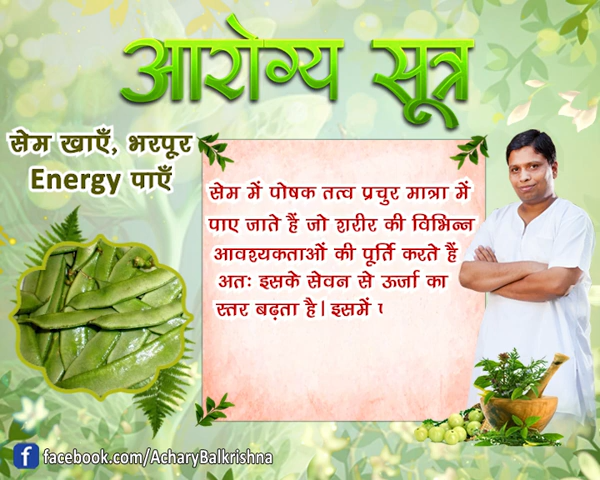 आरोग्य सूत्र
सेम खाएँ, भरपूर
Energy पाएँ
सेम में पोषक तत्व प्रचुर मात्रा में
पाए जाते हैं जो शरीर की विभिन्न
आवश्यकताओं की पूर्ति करते हैं
अतः इसके सेवन से ऊर्जा का
स्तर बढ़ता है। इसमें
facebook.com/AcharyBalkrishna